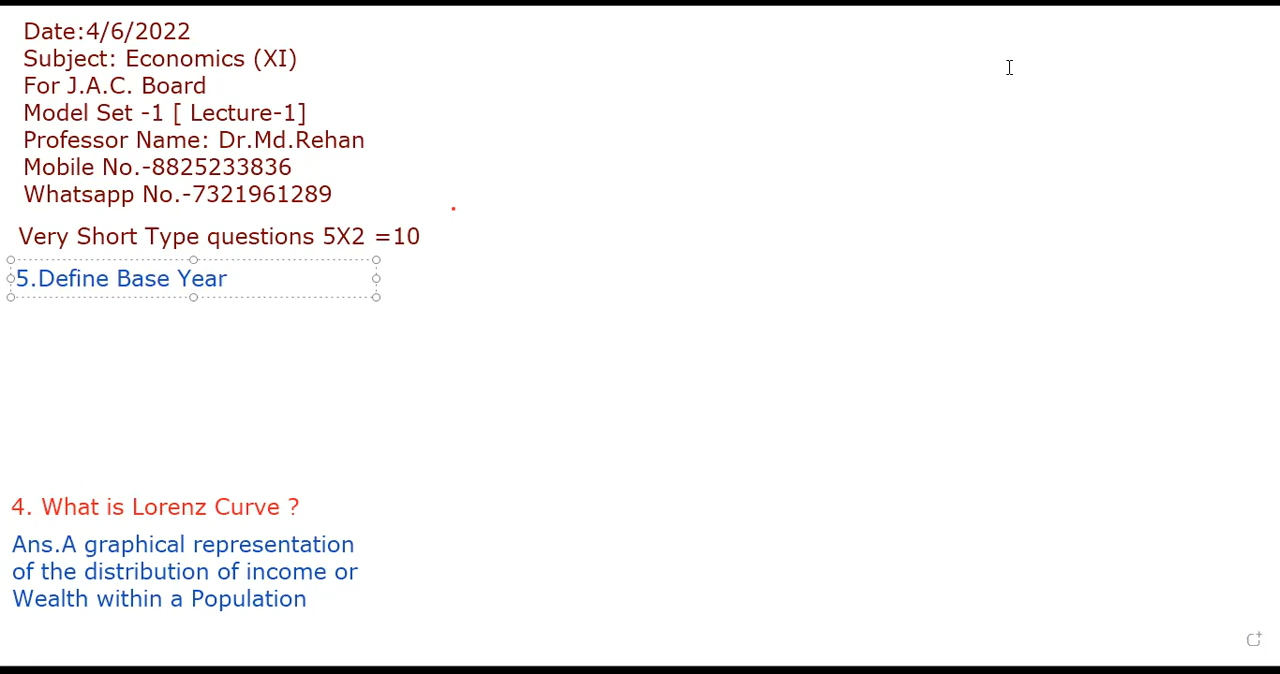 Date:4/6/2022
Subject: Economics (XI)
For J.A.C. Board
Model Set -1 [ Lecture-1]
Professor Name: Dr.Md.Rehan
Mobile No.-8825233836
Whatsapp No.-7321961289
Very Short Type questions 5X2 =10
5.Define Base Year
4. What is Lorenz Curve ?
Ans.A graphical representation
of the distribution of income or
Wealth within a Population